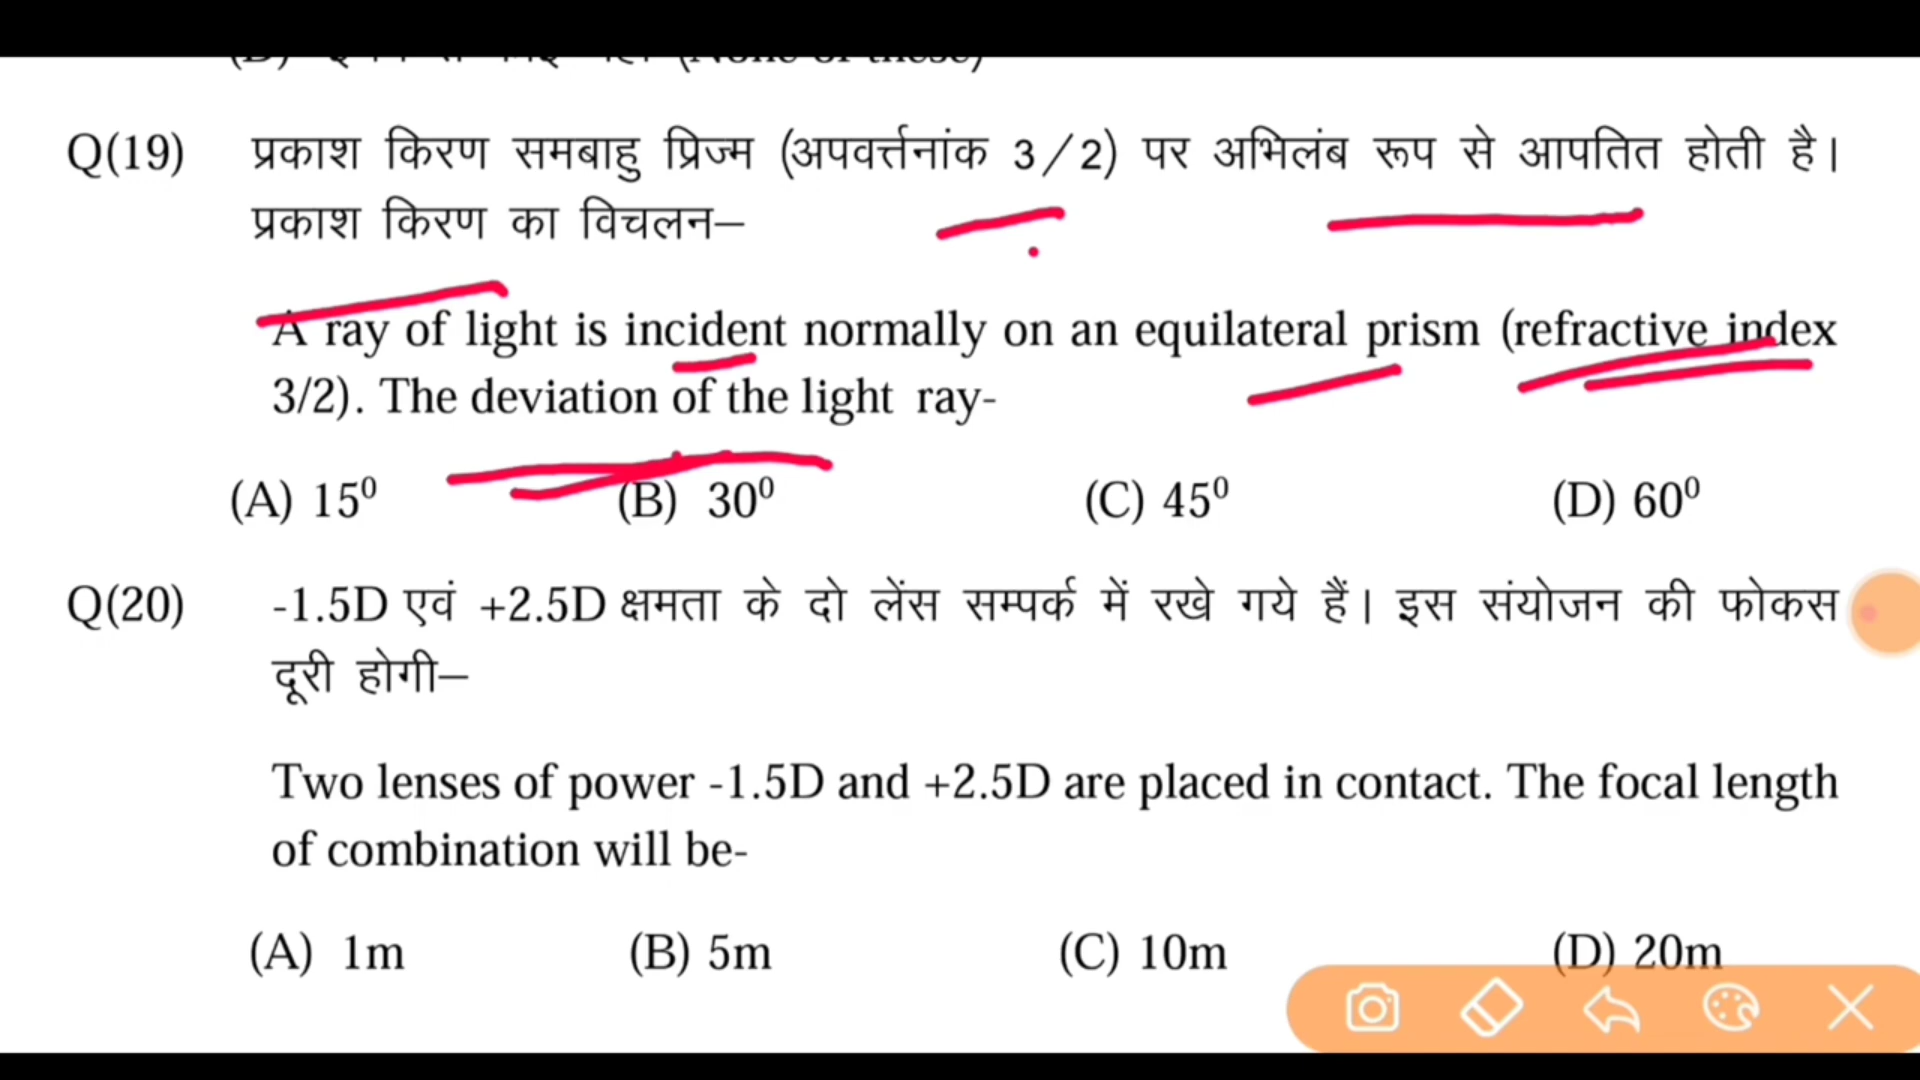 (None of these)
Q(19) प्रकाश किरण समबाहु प्रिज्म (अपवर्त्तनांक 3/2) पर अभिलंब रूप से आपतित होती है।
प्रकाश किरण का विचलन–
A ray of light is incident normally on an equilateral prism (refractive index
3/2). The deviation of the light ray-
(A) 15⁰ (B) 30⁰ (C) 45⁰ (D) 60⁰
Q(20) -1.5D एवं +2.5D क्षमता के दो लेंस सम्पर्क में रखे गये हैं। इस संयोजन की फोकस
दूरी होगी–
Two lenses of power -1.5D and +2.5D are placed in contact. The focal length
of combination will be-
(A) 1m (B) 5m (C) 10m (D) 20m